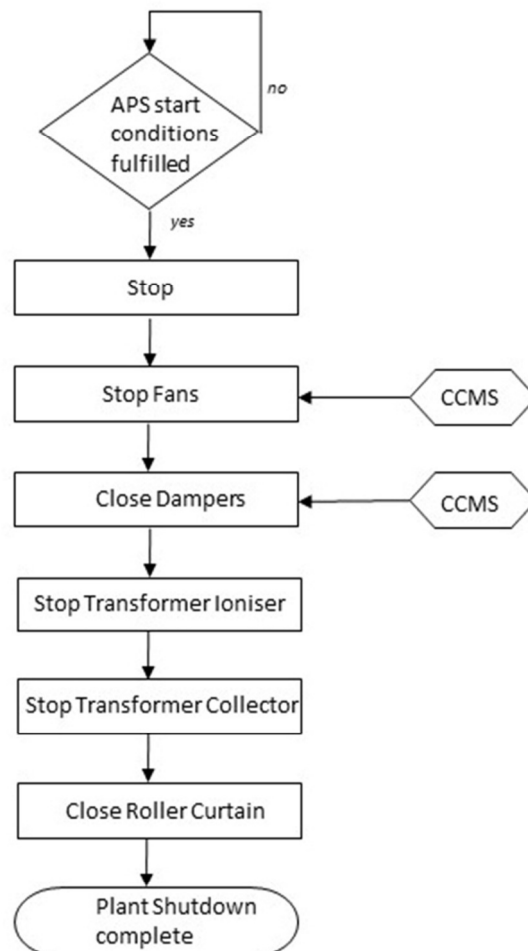 APS start
conditions
fulfilled
no
yes
Stop
Stop Fans
CCMS
Close Dampers
CCMS
Stop Transformer Ioniser
Stop Transformer Collector
Close Roller Curtain
Plant Shutdown
complete